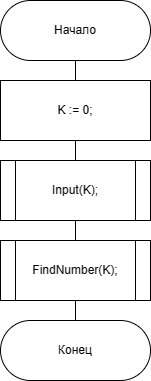 Начало
K := 0;
Input(K);
FindNumber(K);
Конец